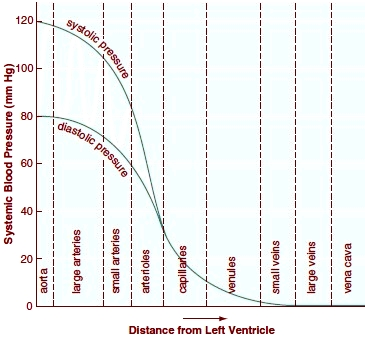 Systemic Blood Pressure (mm Hg)
120
100
80
60
40
20
0
systolic pressure
diastolic pressure
aorta
large arteries
small arteries
arterioles
capillaries
venules
small veins
large veins
vena cava
Distance from Left Ventricle